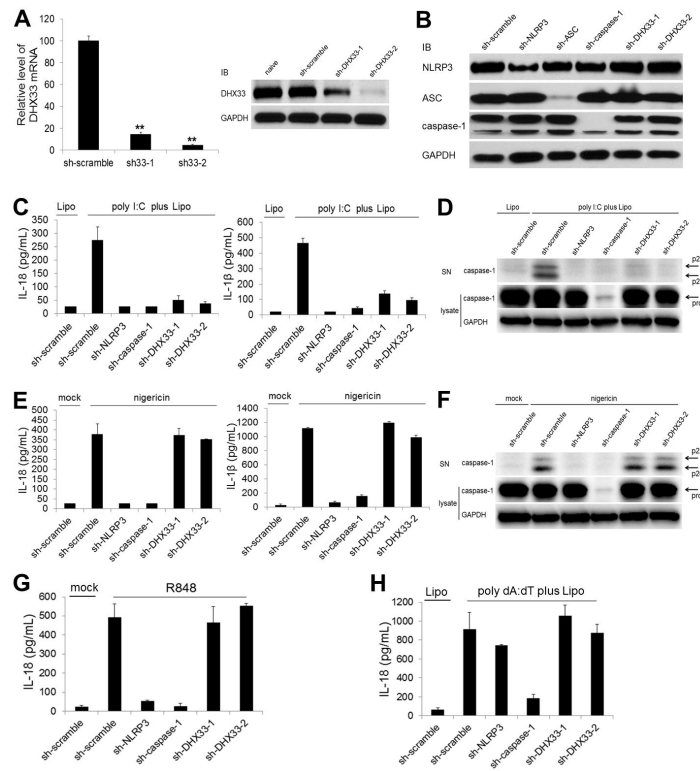 A
Relative level of DHX33 mRNA
120
100
80
60
40
20
0
**
**
sh-scramble
sh33-1
sh33-2
IB
naive
sh-scramble
sh-DHX33-1
sh-DHX33-2
DHX33
GAPDH
B
IB
sh-scramble
sh-NLRP3
sh-ASC
sh-caspase-1
sh-DHX33-1
sh-DHX33-2
NLRP3
ASC
caspase-1
GAPDH
C
Lipo
poly I:C plus Lipo
IL-18 (pg/mL)
350
300
250
200
150
100
50
0
sh-scramble
sh-scramble
sh-NLRP3
sh-caspase-1
sh-DHX33-1
sh-DHX33-2
Lipo
poly I:C plus Lipo
IL-1β (pg/mL)
600
500
400
300
200
100
0
sh-scramble
sh-scramble
sh-NLRP3
sh-caspase-1
sh-DHX33-1
sh-DHX33-2
D
Lipo
poly I:C plus Lipo
sh-scramble
sh-scramble
sh-NLRP3
sh-caspase-1
sh-DHX33-1
sh-DHX33-2
SN
caspase-1
lysate
caspase-1
pro
GAPDH
E
mock
nigericin
IL-18 (pg/mL)
450
400
350
300
250
200
150
100
50
0
sh-scramble
sh-scramble
sh-NLRP3
sh-caspase-1
sh-DHX33-1
sh-DHX33-2
mock
nigericin
IL-1β (pg/mL)
1400
1200
1000
800
600
400
200
0
sh-scramble
sh-scramble
sh-NLRP3
sh-caspase-1
sh-DHX33-1
sh-DHX33-2
F
mock
nigericin
sh-scramble
sh-scramble
sh-NLRP3
sh-caspase-1
sh-DHX33-1
sh-DHX33-2
SN
caspase-1
lysate
caspase-1
pro
GAPDH
G
mock
R848
IL-18 (pg/mL)
600
500
400
300
200
100
0
sh-scramble
sh-scramble
sh-NLRP3
sh-caspase-1
sh-DHX33-1
sh-DHX33-2
H
Lipo
poly dA:dT plus Lipo
IL-18 (pg/mL)
1200
1000
800
600
400
200
0
sh-scramble
sh-scramble
sh-NLRP3
sh-caspase-1
sh-DHX33-1
sh-DHX33-2